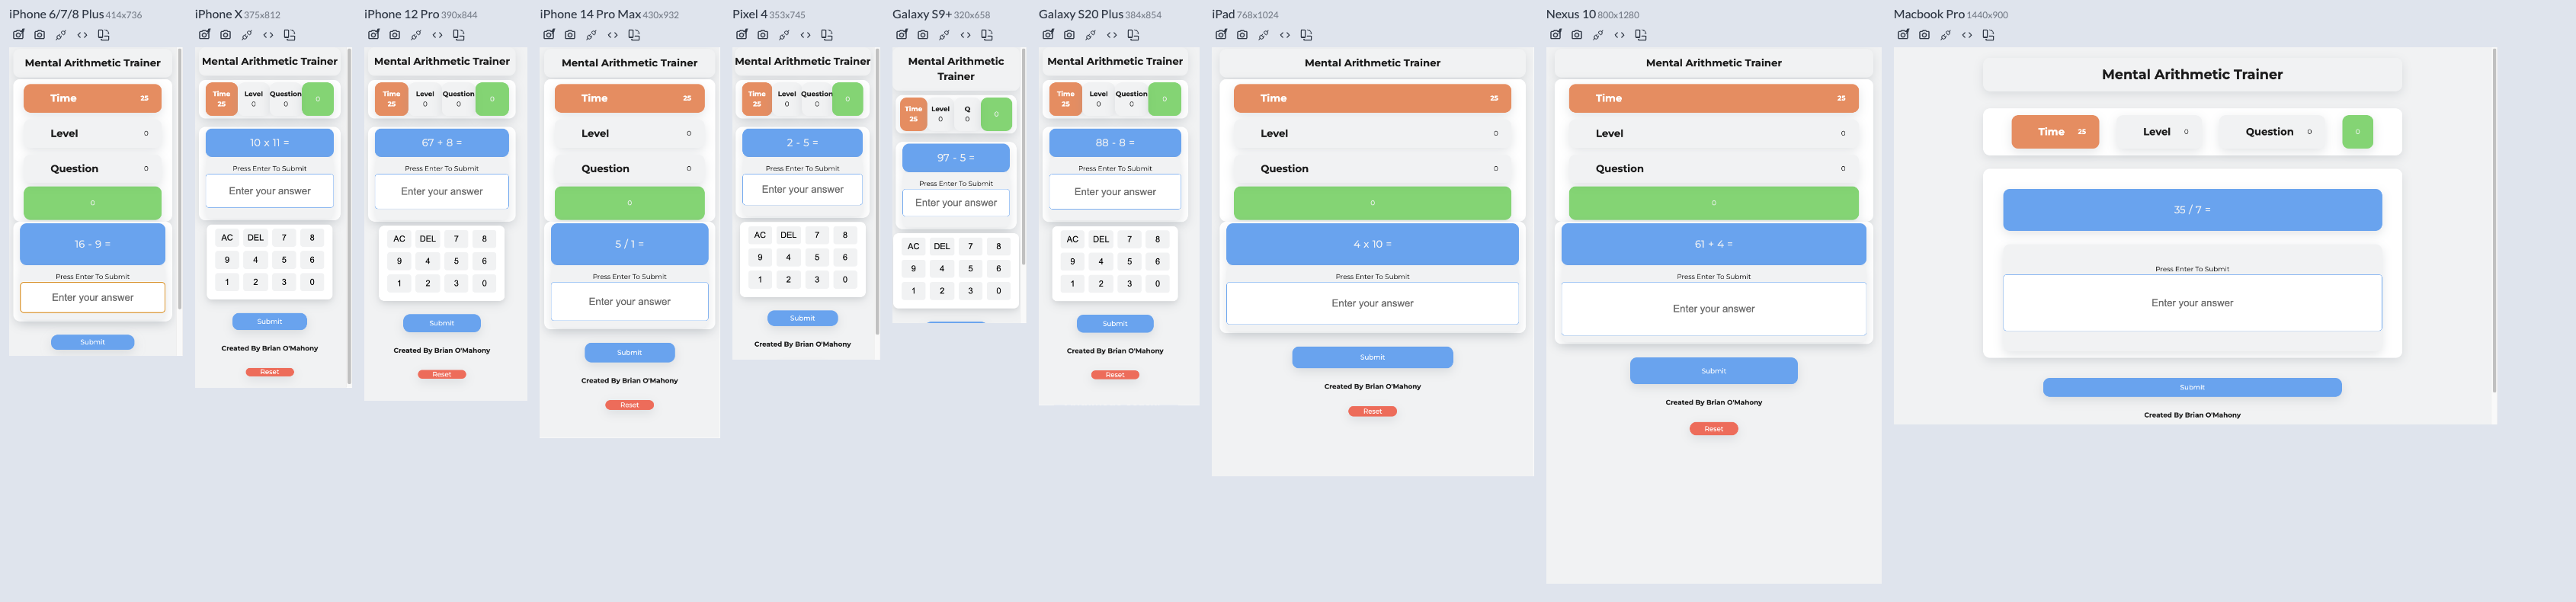 iPhone 6/7/8 Plus 414x736
Mental Arithmetic Trainer
Time 25
Level 0
Question 0
0
16 - 9 =
Press Enter To Submit
Enter your answer
Submit
iPhone X 375x812
Mental Arithmetic Trainer
Time Level Question 0
25 0 0
10 x 11 =
Press Enter To Submit
Enter your answer
AC DEL 7 8
9 4 5 6
1 2 3 0
Submit
Created By Brian O'Mahony
Reset
iPhone 12 Pro 390x844
Mental Arithmetic Trainer
Time Level Question 0
25 0 0
67 + 8 =
Press Enter To Submit
Enter your answer
AC DEL 7 8
9 4 5 6
1 2 3 0
Submit
Created By Brian O'Mahony
Reset
iPhone 14 Pro Max 430x932
Mental Arithmetic Trainer
Time 25
Level 0
Question 0
0
5 / 1 =
Press Enter To Submit
Enter your answer
Submit
Created By Brian O'Mahony
Reset
Pixel 4 353x745
Mental Arithmetic Trainer
Time Level Question 0
25 0 0
2 - 5 =
Press Enter To Submit
Enter your answer
AC DEL 7 8
9 4 5 6
1 2 3 0
Submit
Created By Brian O'Mahony
Galaxy S9+ 320x658
Mental Arithmetic
Trainer
Time Level Q 0
25 0 0
97 - 5 =
Press Enter To Submit
Enter your answer
AC DEL 7 8
9 4 5 6
1 2 3 0
Galaxy S20 Plus 384x854
Mental Arithmetic Trainer
Time Level Question 0
25 0 0
88 - 8 =
Press Enter To Submit
Enter your answer
AC DEL 7 8
9 4 5 6
1 2 3 0
Submit
Created By Brian O'Mahony
Reset
iPad 768x1024
Mental Arithmetic Trainer
Time 25
Level 0
Question 0
0
4 x 10 =
Press Enter To Submit
Enter your answer
Submit
Created By Brian O'Mahony
Reset
Nexus 10 800x1280
Mental Arithmetic Trainer
Time 25
Level 0
Question 0
0
61 + 4 =
Press Enter To Submit
Enter your answer
Submit
Created By Brian O'Mahony
Reset
Macbook Pro 1440x900
Mental Arithmetic Trainer
Time 25 Level 0 Question 0 0
35 / 7 =
Press Enter To Submit
Enter your answer
Submit
Created By Brian O'Mahony